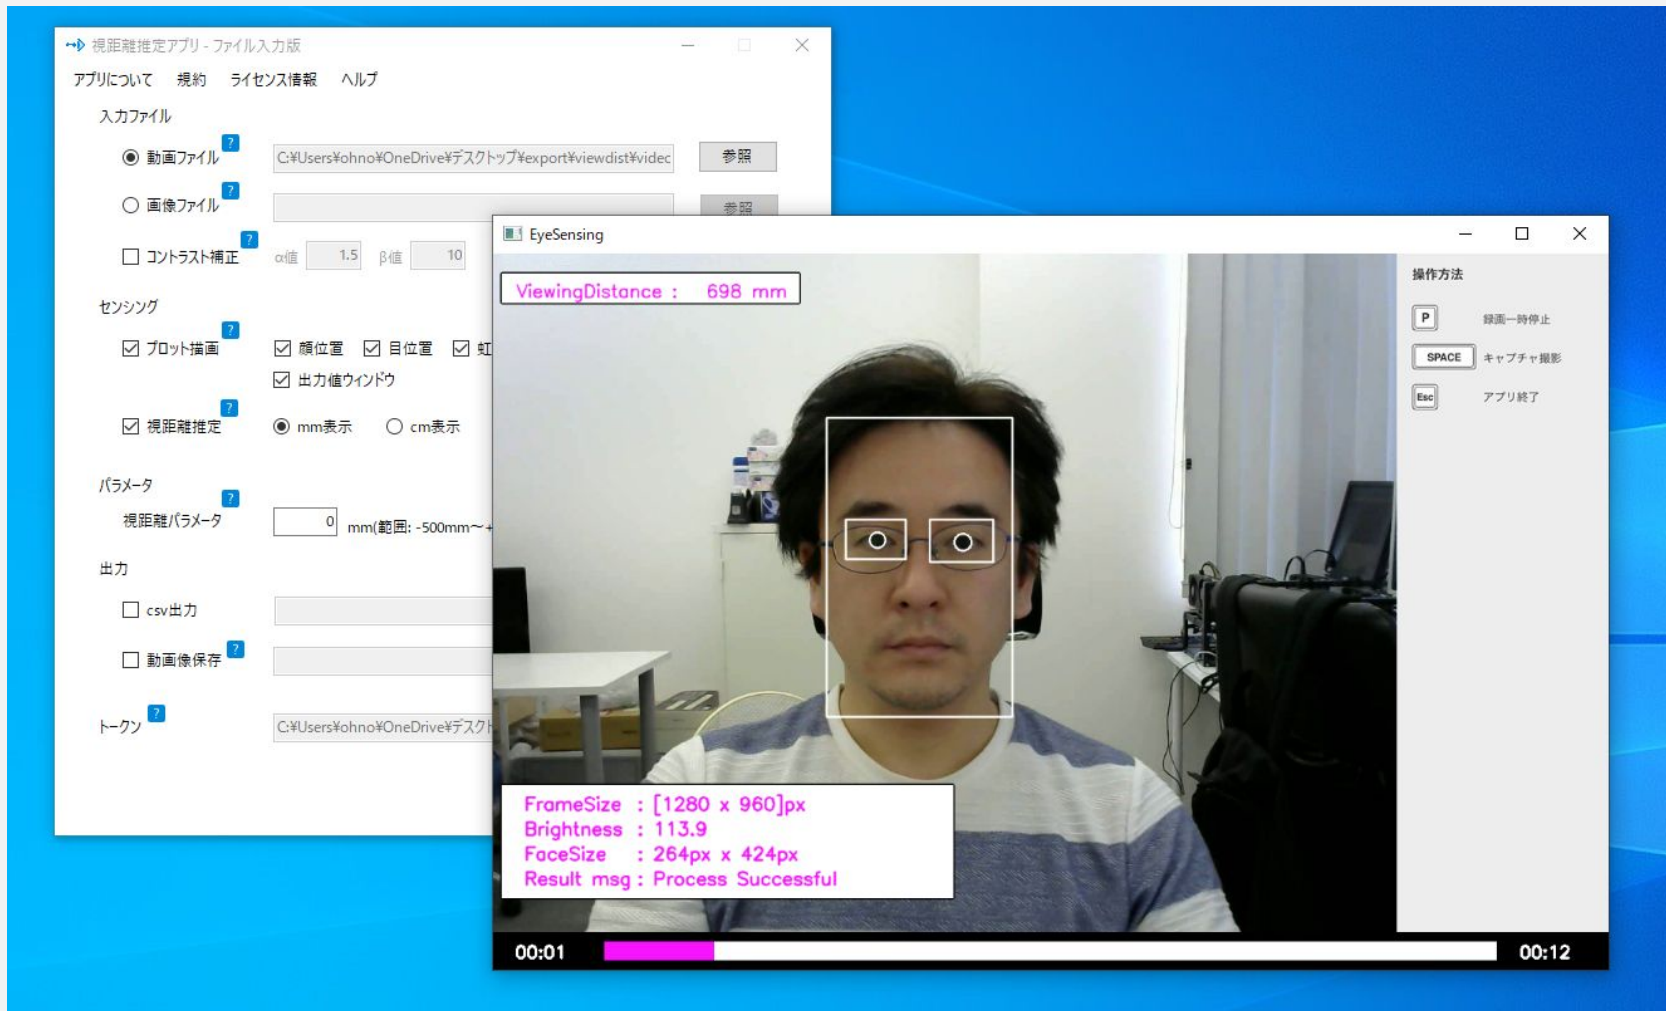 視距離推定アプリ - ファイル入力版
アプリについて 規約 ライセンス情報 ヘルプ
入力ファイル
動画ファイル ? C:¥Users¥ohno¥OneDrive¥デスクトップ¥export¥viewdist¥videc 参照
画像ファイル ? 参照
コントラスト補正 ? α値 1.5 β値 10
センシング
プロット描画 ? 顔位置 目位置 虹
出力値ウィンドウ
視距離推定 ? mm表示 cm表示
パラメータ
視距離パラメータ ? 0 mm(範囲: -500mm～+
出力
csv出力
動画像保存 ?
トークン ? C:¥Users¥ohno¥OneDrive¥デスクト
EyeSensing
ViewingDistance : 698 mm
操作方法
P 録画一時停止
SPACE キャプチャ撮影
Esc アプリ終了
FrameSize : [1280 x 960]px
Brightness : 113.9
FaceSize : 264px x 424px
Result msg : Process Successful
00:01 00:12